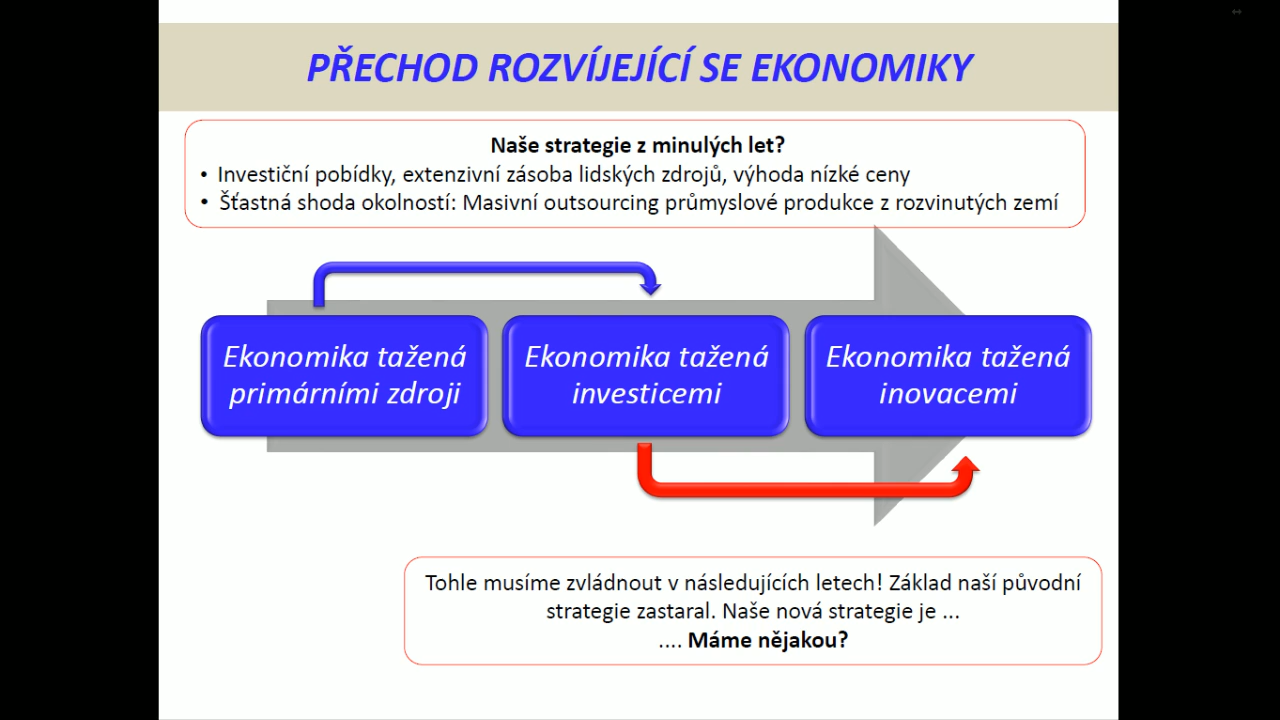 PŘECHOD ROZVÍJEJÍCÍ SE EKONOMIKY
Naše strategie z minulých let?
• Investiční pobídky, extenzivní zásoba lidských zdrojů, výhoda nízké ceny
• Šťastná shoda okolností: Masivní outsourcing průmyslové produkce z rozvinutých zemí
Ekonomika tažená
primárními zdroji
Ekonomika tažená
investicemi
Ekonomika tažená
inovacemi
Tohle musíme zvládnout v následujících letech! Základ naší původní
strategie zastaral. Naše nová strategie je ...
.... Máme nějakou?